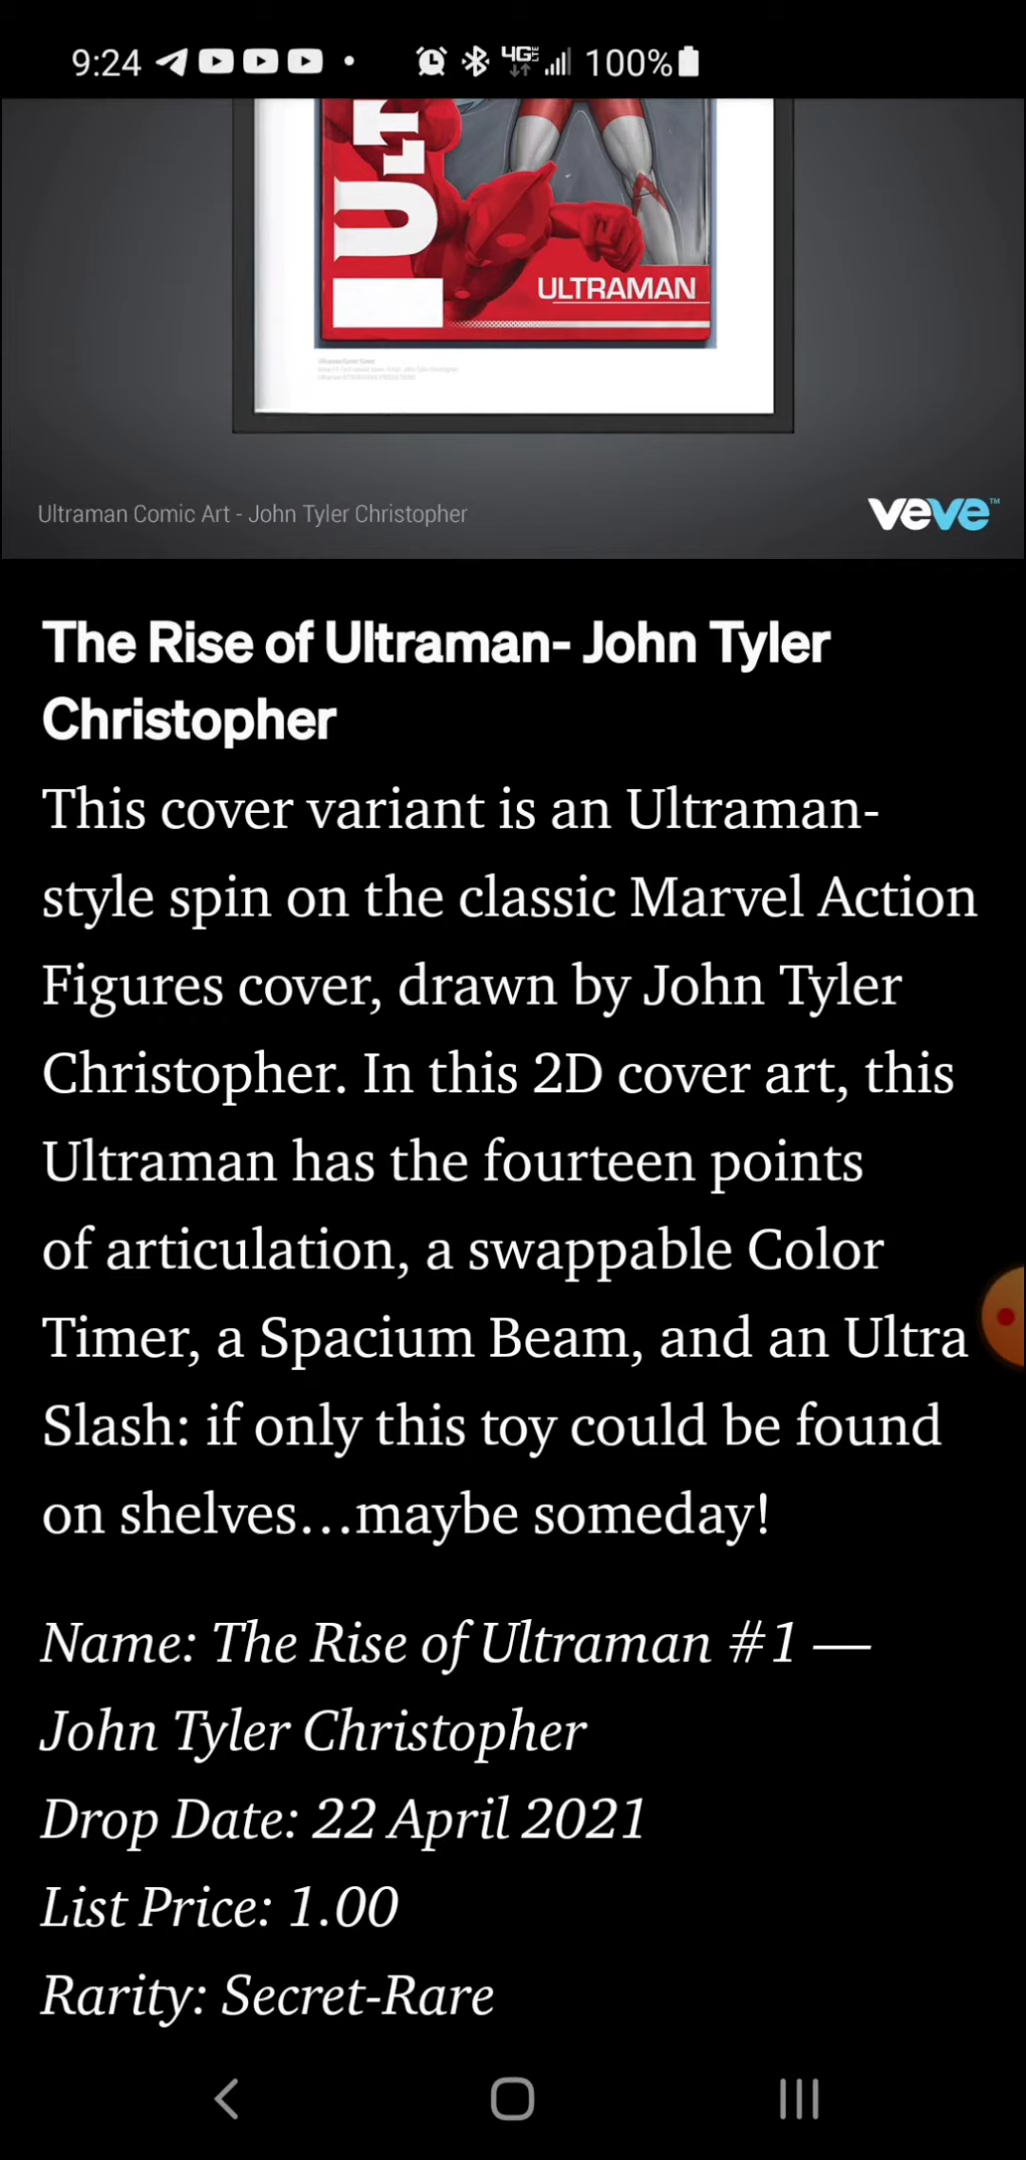 9:24
4G LTE
100%
U
ULTRAMAN
Ultraman Comic Art - John Tyler Christopher
veve™
The Rise of Ultraman- John Tyler
Christopher
This cover variant is an Ultraman-
style spin on the classic Marvel Action
Figures cover, drawn by John Tyler
Christopher. In this 2D cover art, this
Ultraman has the fourteen points
of articulation, a swappable Color
Timer, a Spacium Beam, and an Ultra
Slash: if only this toy could be found
on shelves…maybe someday!
Name: The Rise of Ultraman #1 —
John Tyler Christopher
Drop Date: 22 April 2021
List Price: 1.00
Rarity: Secret-Rare